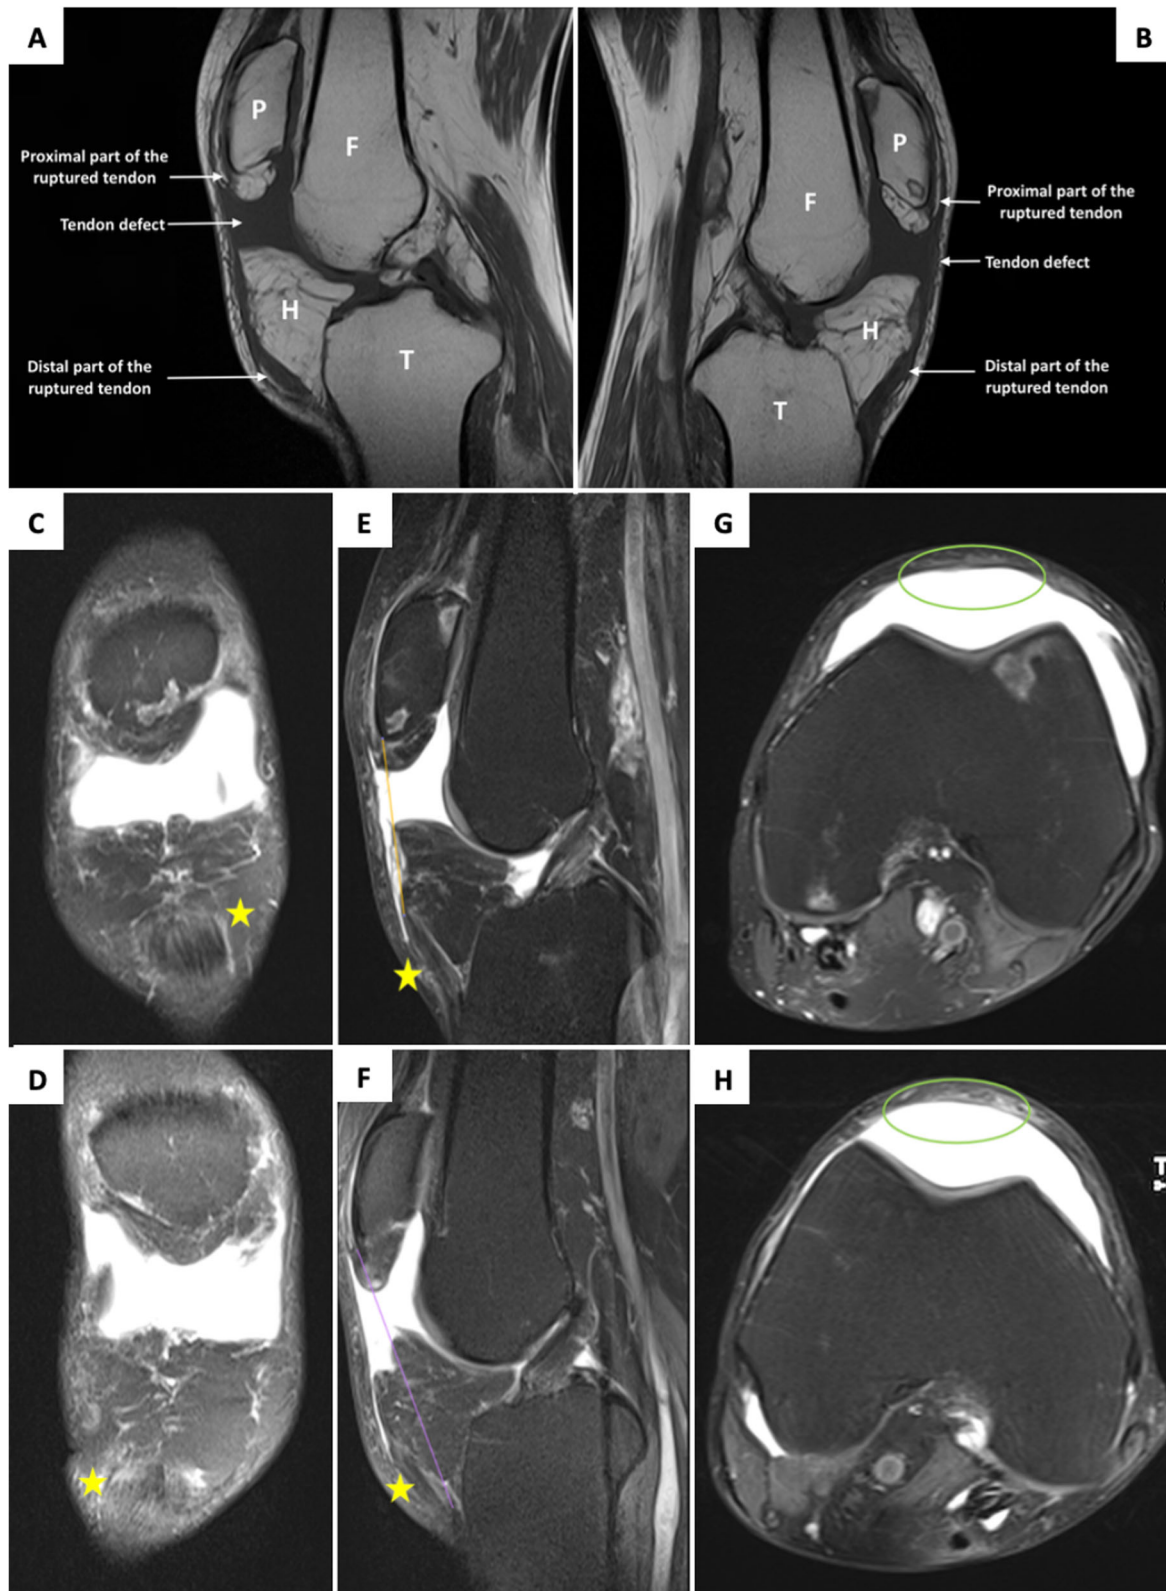 A
B
P
F
Proximal part of the
ruptured tendon
Tendon defect
H
T
Distal part of the
ruptured tendon
P
F
Proximal part of the
ruptured tendon
Tendon defect
H
T
Distal part of the
ruptured tendon
C
E
G
D
F
H